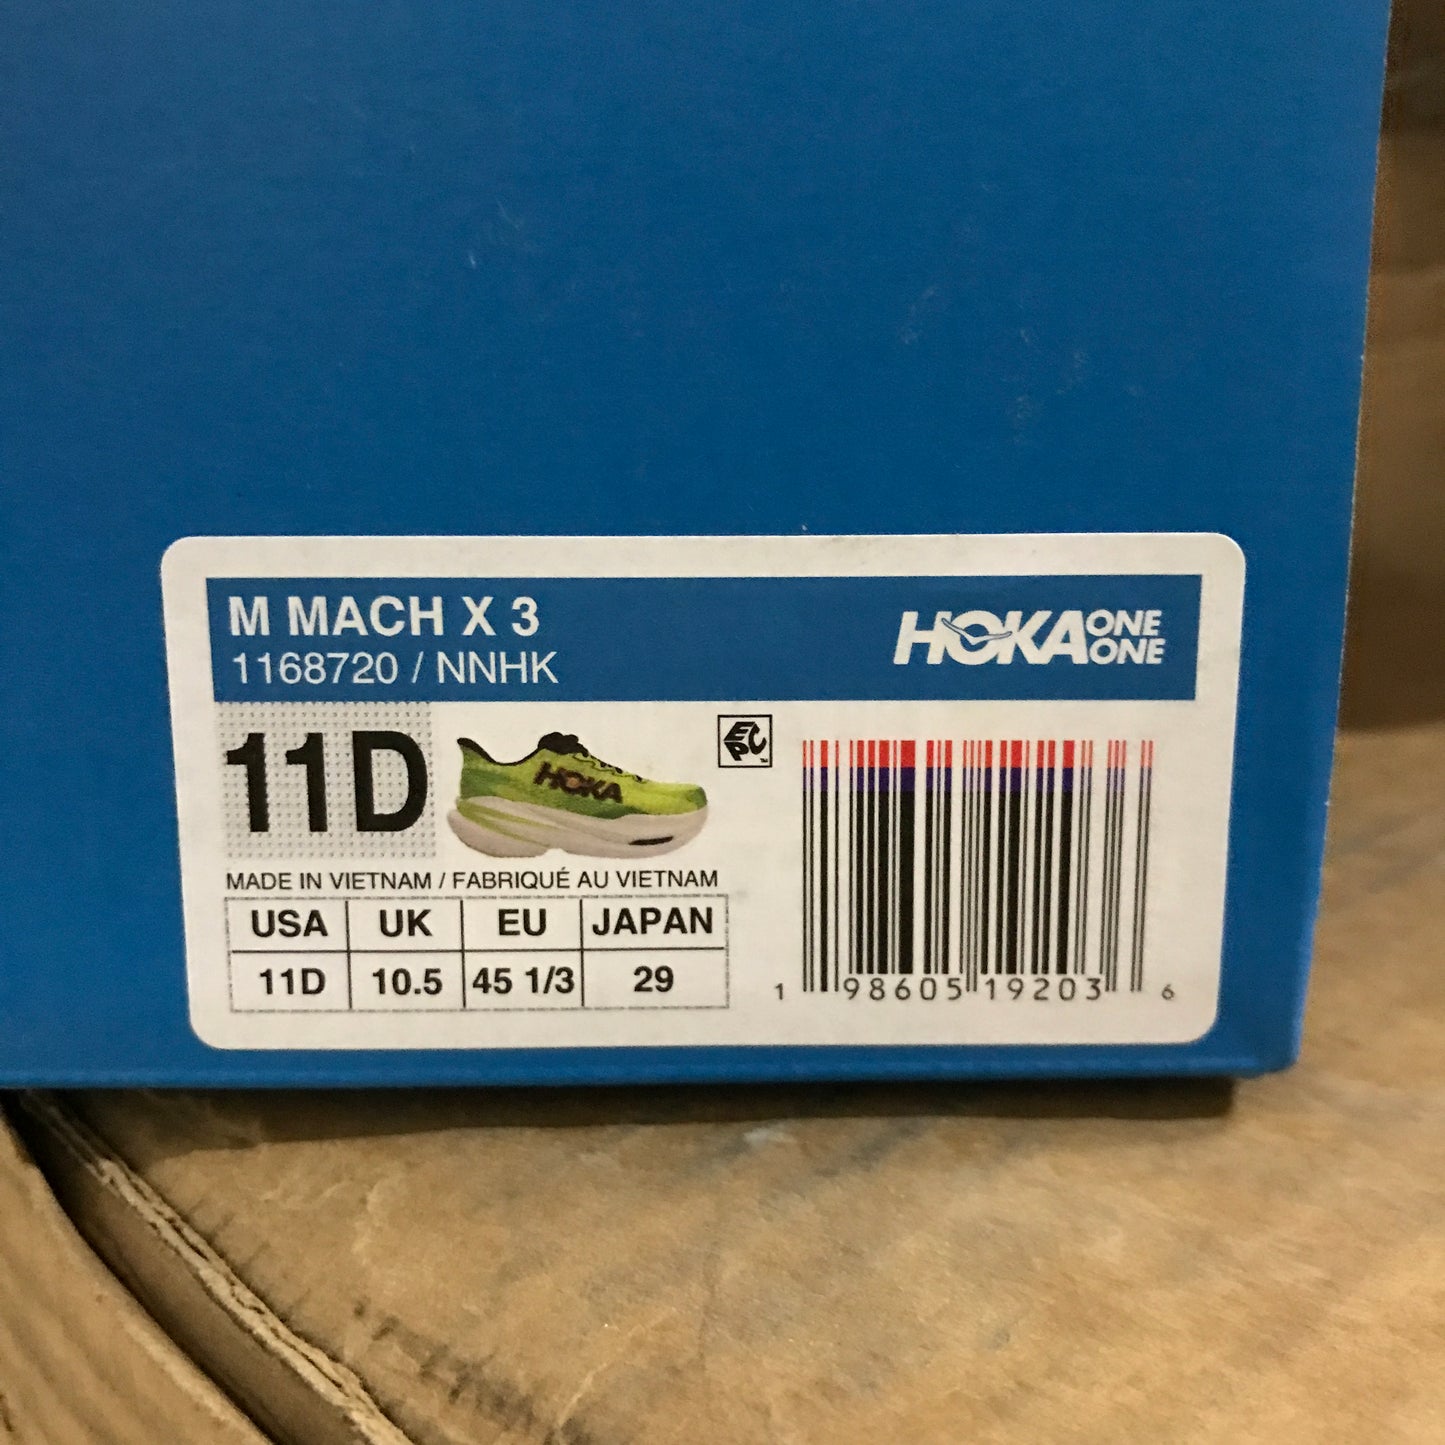 M MACH X 3
1168720 / NNHK
HOKA ONE ONE
11D
HOKA
EPC™
MADE IN VIETNAM / FABRIQUÉ AU VIETNAM
USA UK EU JAPAN
11D 10.5 45 1/3 29
1 98605 19203 6